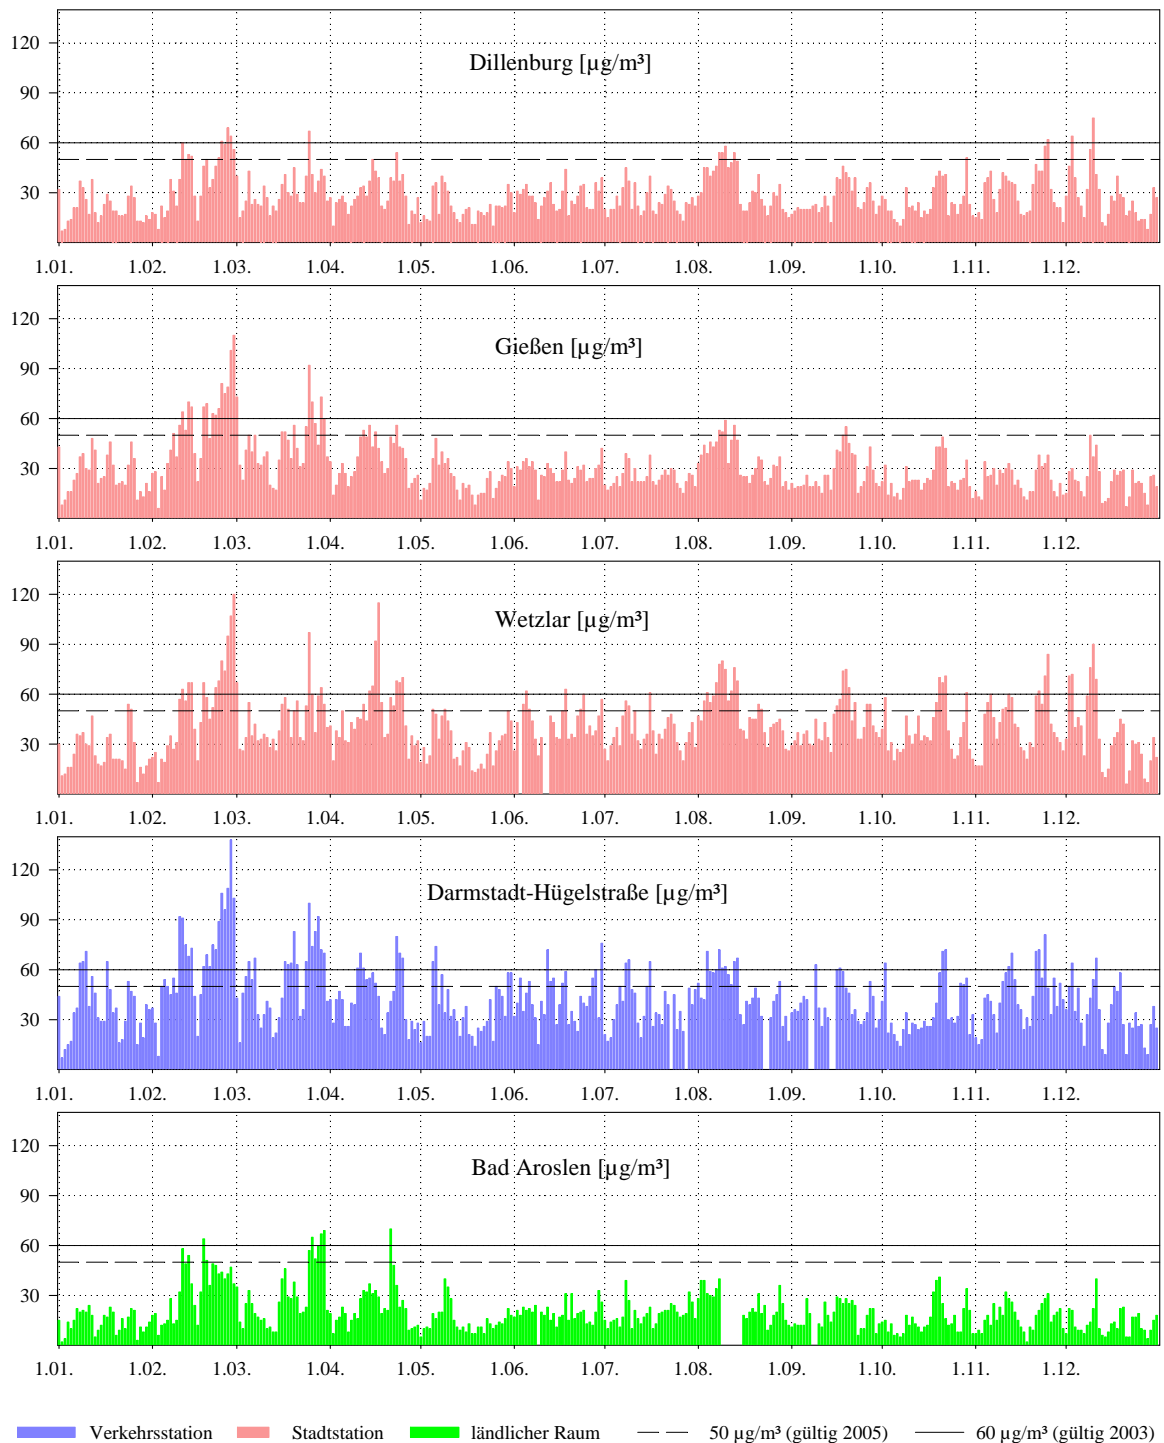 120
Dillenburg [µg/m³]
90
60
30
1.01. 1.02. 1.03. 1.04. 1.05. 1.06. 1.07. 1.08. 1.09. 1.10. 1.11. 1.12.
120
Gießen [µg/m³]
90
60
30
1.01. 1.02. 1.03. 1.04. 1.05. 1.06. 1.07. 1.08. 1.09. 1.10. 1.11. 1.12.
120
Wetzlar [µg/m³]
90
60
30
1.01. 1.02. 1.03. 1.04. 1.05. 1.06. 1.07. 1.08. 1.09. 1.10. 1.11. 1.12.
120
Darmstadt-Hügelstraße [µg/m³]
90
60
30
1.01. 1.02. 1.03. 1.04. 1.05. 1.06. 1.07. 1.08. 1.09. 1.10. 1.11. 1.12.
120
Bad Aroslen [µg/m³]
90
60
30
1.01. 1.02. 1.03. 1.04. 1.05. 1.06. 1.07. 1.08. 1.09. 1.10. 1.11. 1.12.
Verkehrsstation Stadtstation ländlicher Raum 50 µg/m³ (gültig 2005) 60 µg/m³ (gültig 2003)